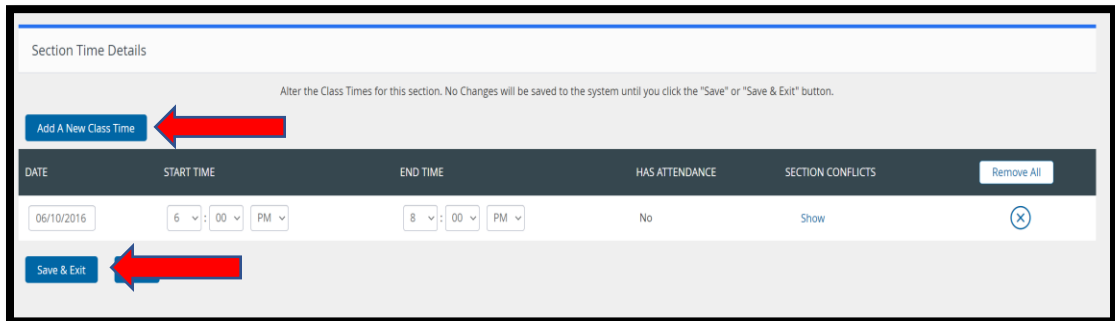 Section Time Details
Alter the Class Times for this section. No Changes will be saved to the system until you click the "Save" or "Save & Exit" button.
Add A New Class Time
DATE START TIME END TIME HAS ATTENDANCE SECTION CONFLICTS Remove All
06/10/2016 6 : 00 PM 8 : 00 PM No Show
Save & Exit